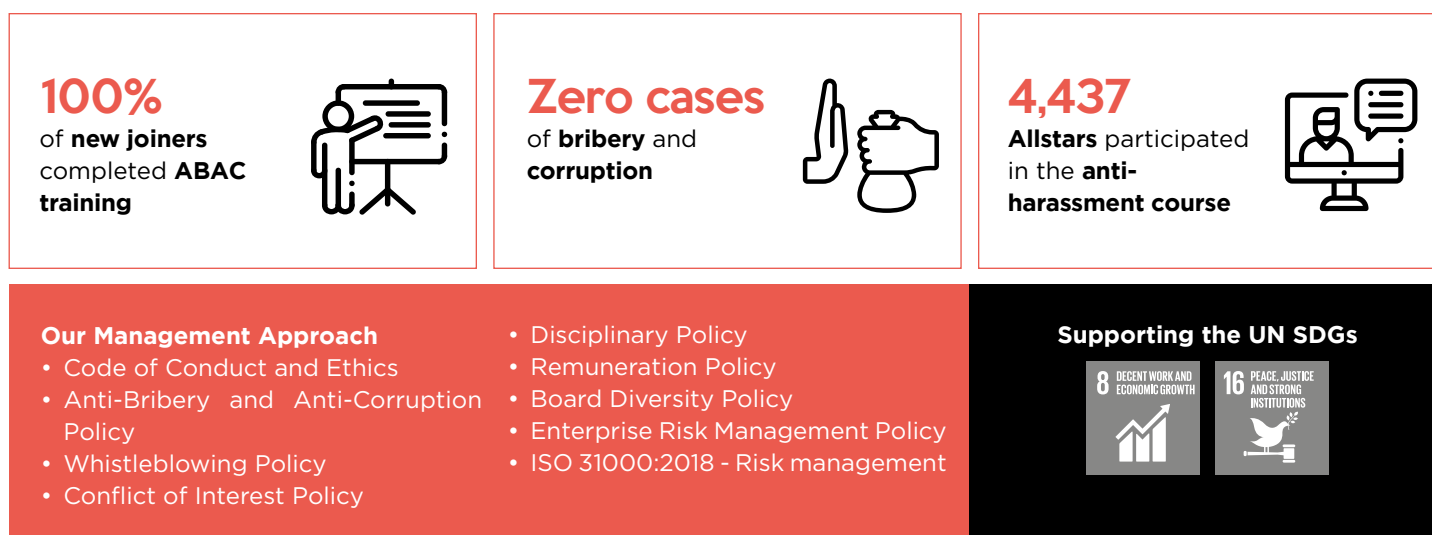 100%
of new joiners
completed ABAC
training
Zero cases
of bribery and
corruption
4,437
Allstars participated
in the anti-
harassment course
Our Management Approach
• Code of Conduct and Ethics
• Anti-Bribery and Anti-Corruption
Policy
• Whistleblowing Policy
• Conflict of Interest Policy
• Disciplinary Policy
• Remuneration Policy
• Board Diversity Policy
• Enterprise Risk Management Policy
• ISO 31000:2018 - Risk management
Supporting the UN SDGs
8 DECENT WORK AND
ECONOMIC GROWTH
16 PEACE, JUSTICE
AND STRONG
INSTITUTIONS